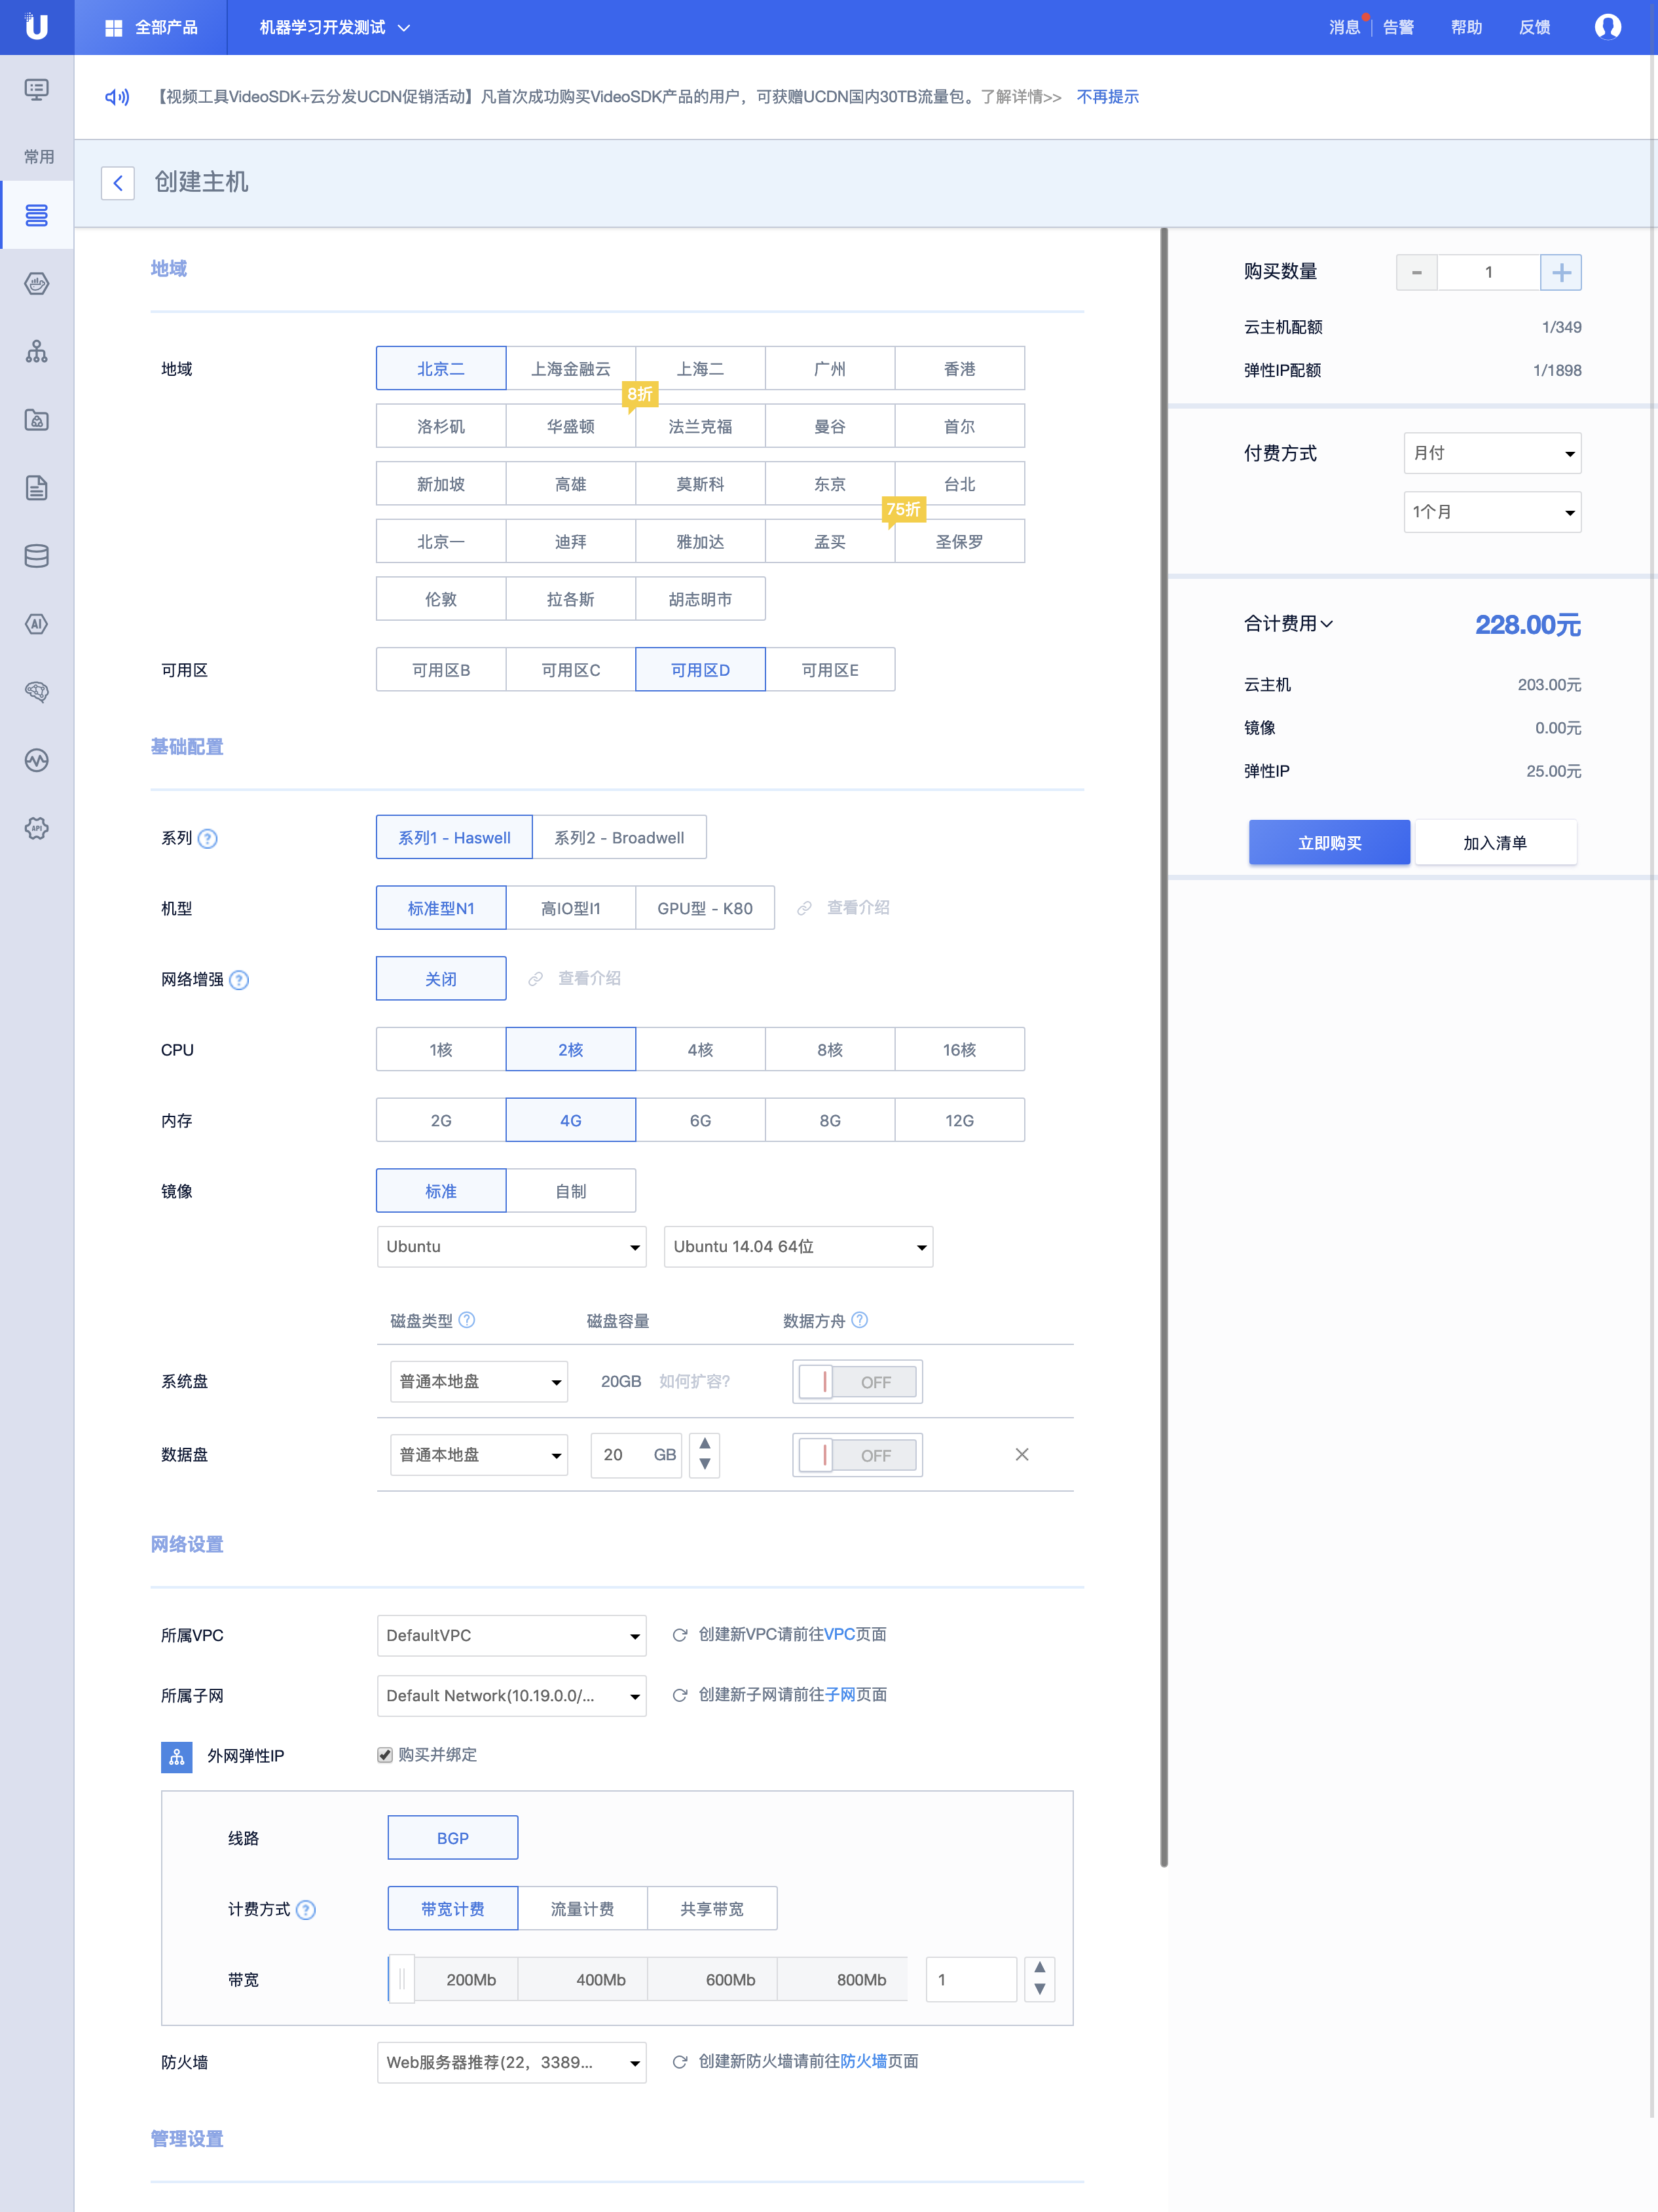 全部产品
机器学习开发测试
消息 告警 帮助 反馈
【视频工具VideoSDK+云分发UCDN促销活动】凡首次成功购买VideoSDK产品的用户，可获赠UCDN国内30TB流量包。了解详情>> 不再提示
常用
创建主机
地域
地域
北京二 上海金融云 上海二 广州 香港
8折
洛杉矶 华盛顿 法兰克福 曼谷 首尔
新加坡 高雄 莫斯科 东京 台北
75折
北京一 迪拜 雅加达 孟买 圣保罗
伦敦 拉各斯 胡志明市
可用区 可用区B 可用区C 可用区D 可用区E
基础配置
系列 ? 系列1 - Haswell 系列2 - Broadwell
机型 标准型N1 高IO型I1 GPU型 - K80 查看介绍
网络增强 ? 关闭 查看介绍
CPU 1核 2核 4核 8核 16核
内存 2G 4G 6G 8G 12G
镜像 标准 自制
Ubuntu Ubuntu 14.04 64位
磁盘类型 ? 磁盘容量 数据方舟 ?
系统盘 普通本地盘 20GB 如何扩容? OFF
数据盘 普通本地盘 20 GB OFF
网络设置
所属VPC DefaultVPC 创建新VPC请前往VPC页面
所属子网 Default Network(10.19.0.0/... 创建新子网请前往子网页面
外网弹性IP 购买并绑定
线路 BGP
计费方式 ? 带宽计费 流量计费 共享带宽
带宽 200Mb 400Mb 600Mb 800Mb 1
防火墙 Web服务器推荐(22，3389... 创建新防火墙请前往防火墙页面
管理设置
购买数量 - 1 +
云主机配额 1/349
弹性IP配额 1/1898
付费方式 月付
1个月
合计费用 228.00元
云主机 203.00元
镜像 0.00元
弹性IP 25.00元
立即购买 加入清单
AI
API